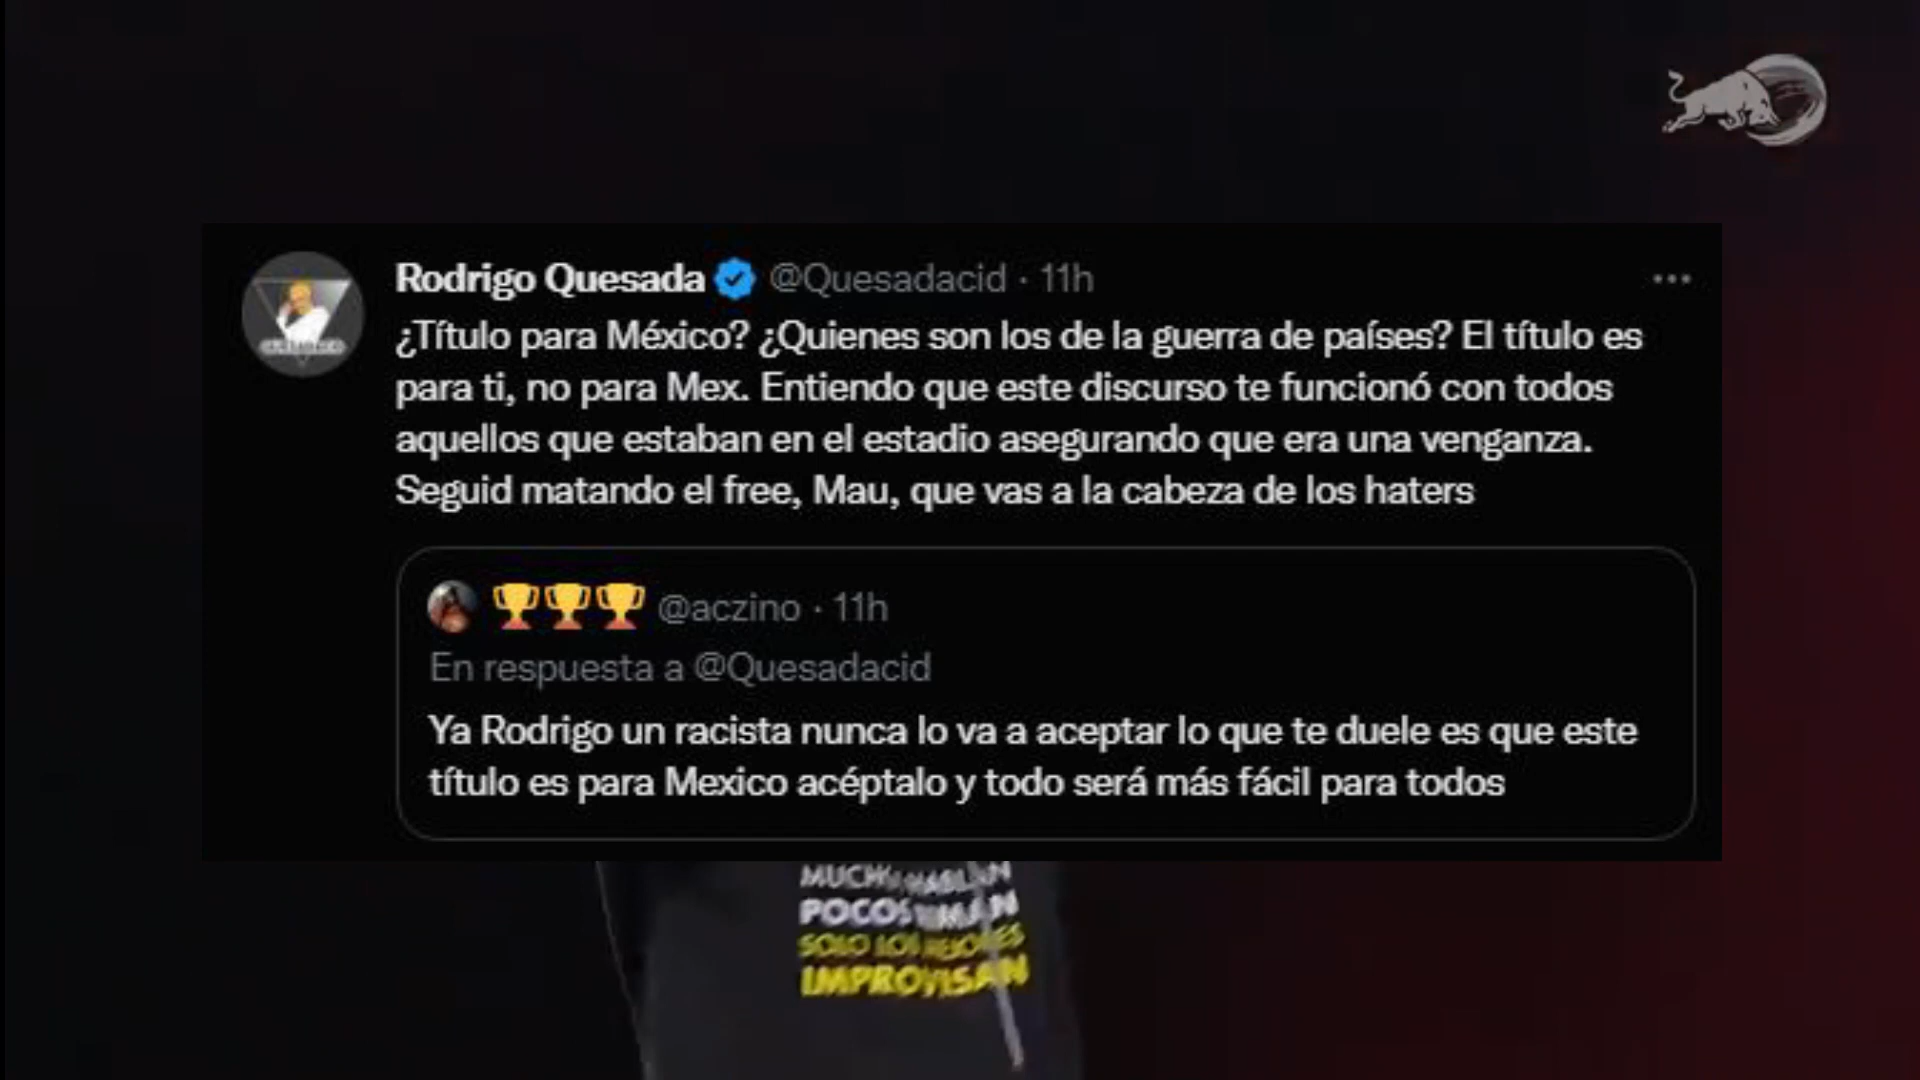 Rodrigo Quesada @Quesadacid · 11h
¿Título para México? ¿Quienes son los de la guerra de países? El título es
para ti, no para Mex. Entiendo que este discurso te funcionó con todos
aquellos que estaban en el estadio asegurando que era una venganza.
Seguid matando el free, Mau, que vas a la cabeza de los haters
🏆🏆🏆 @aczino · 11h
En respuesta a @Quesadacid
Ya Rodrigo un racista nunca lo va a aceptar lo que te duele es que este
título es para Mexico acéptalo y todo será más fácil para todos
POCOS
SOLO LOS MEJORES
IMPROVISAN